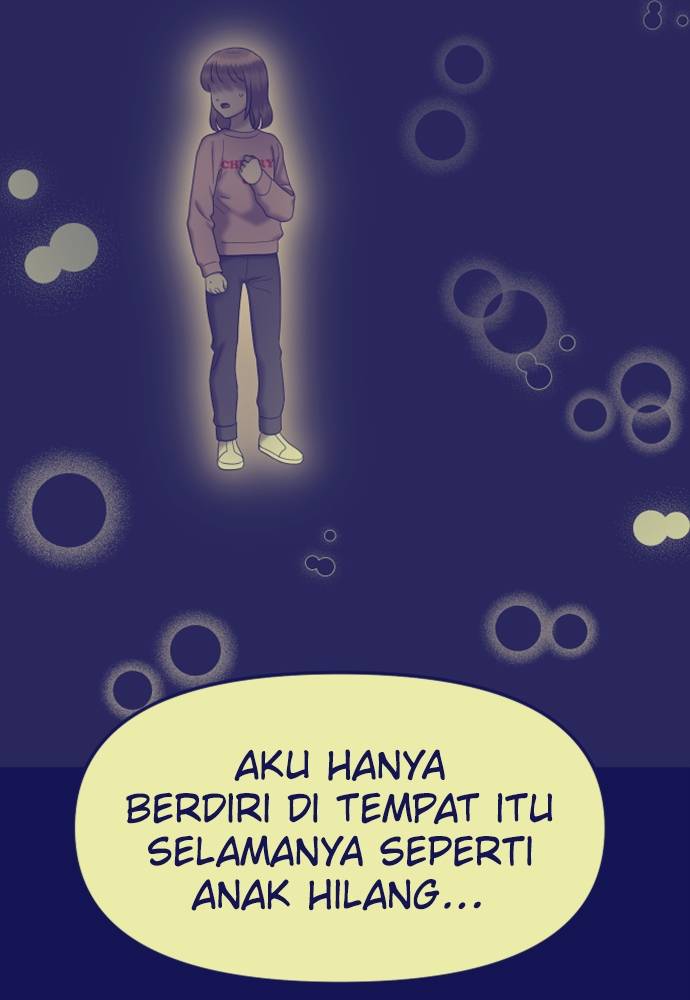 AKU HANYA
BERDIRI DI TEMPAT ITU
SELAMANYA SEPERTI
ANAK HILANG...